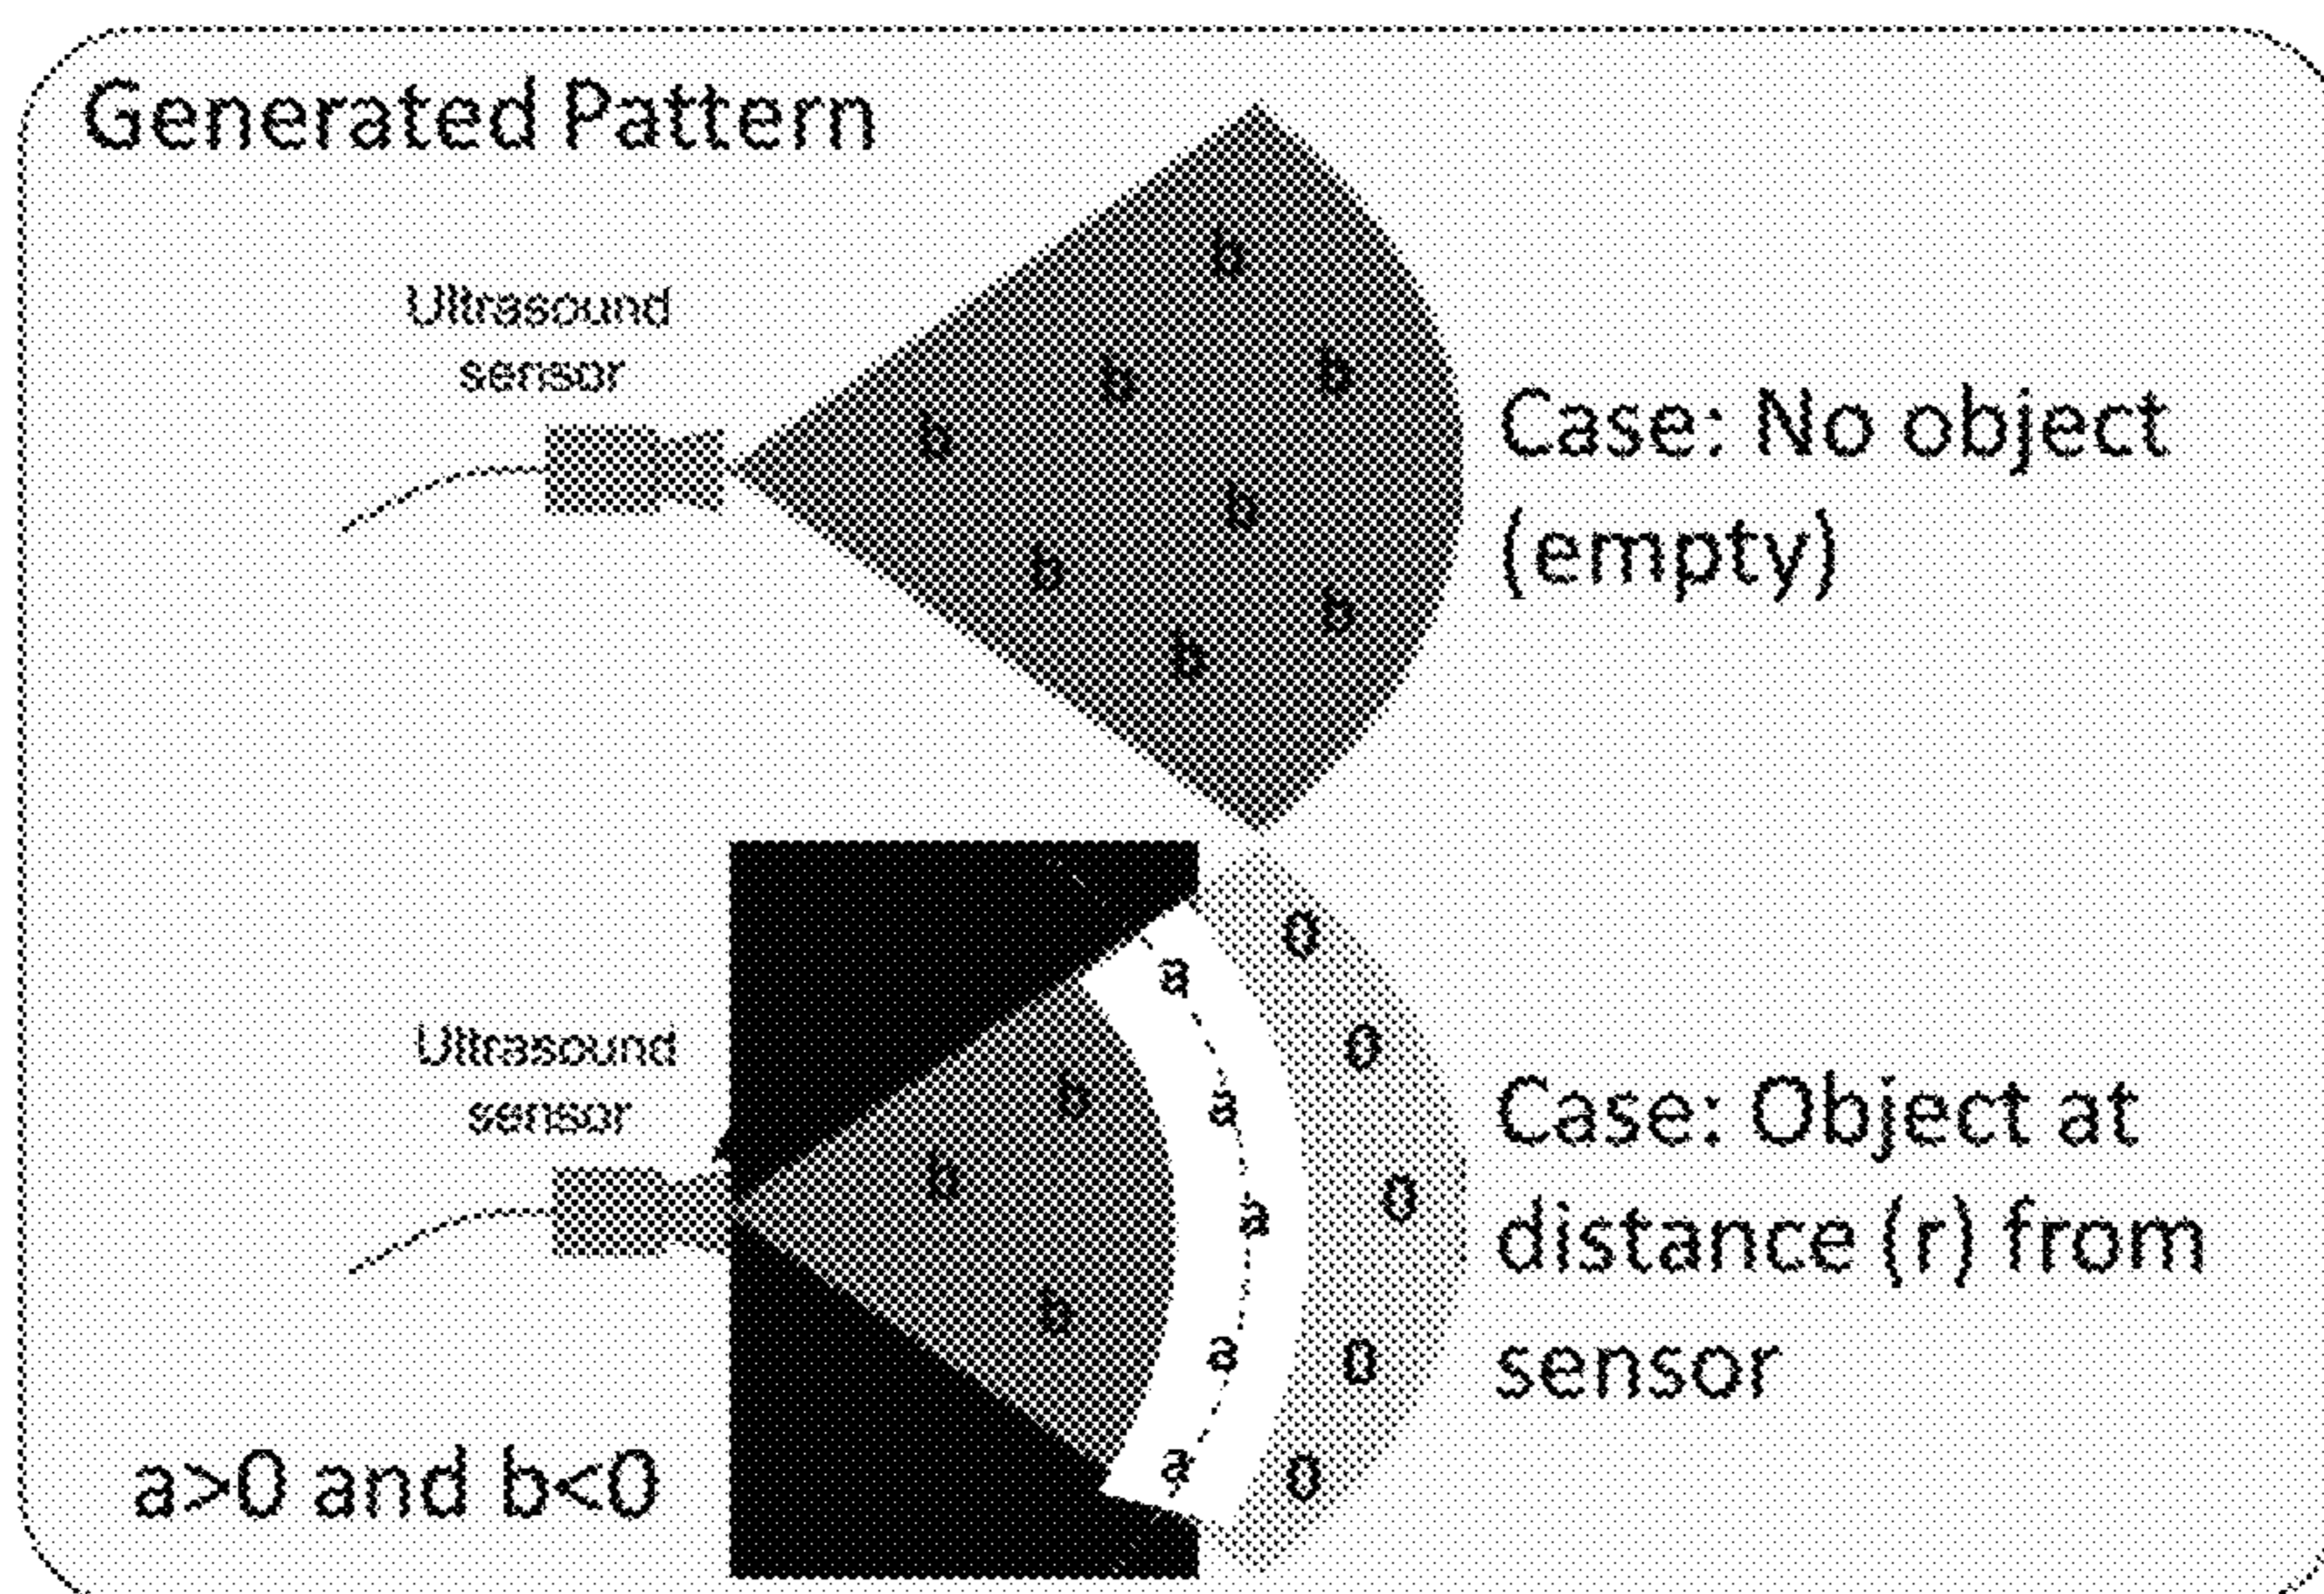 Generated Pattern
Ultrasound
sensor
b
b
b
b
b
b
b
b
Case: No object
(empty)
Ultrasound
sensor
b
b
b
a
a
a
a
a
0
0
0
0
0
Case: Object at
distance (r) from
sensor
a>0 and b<0